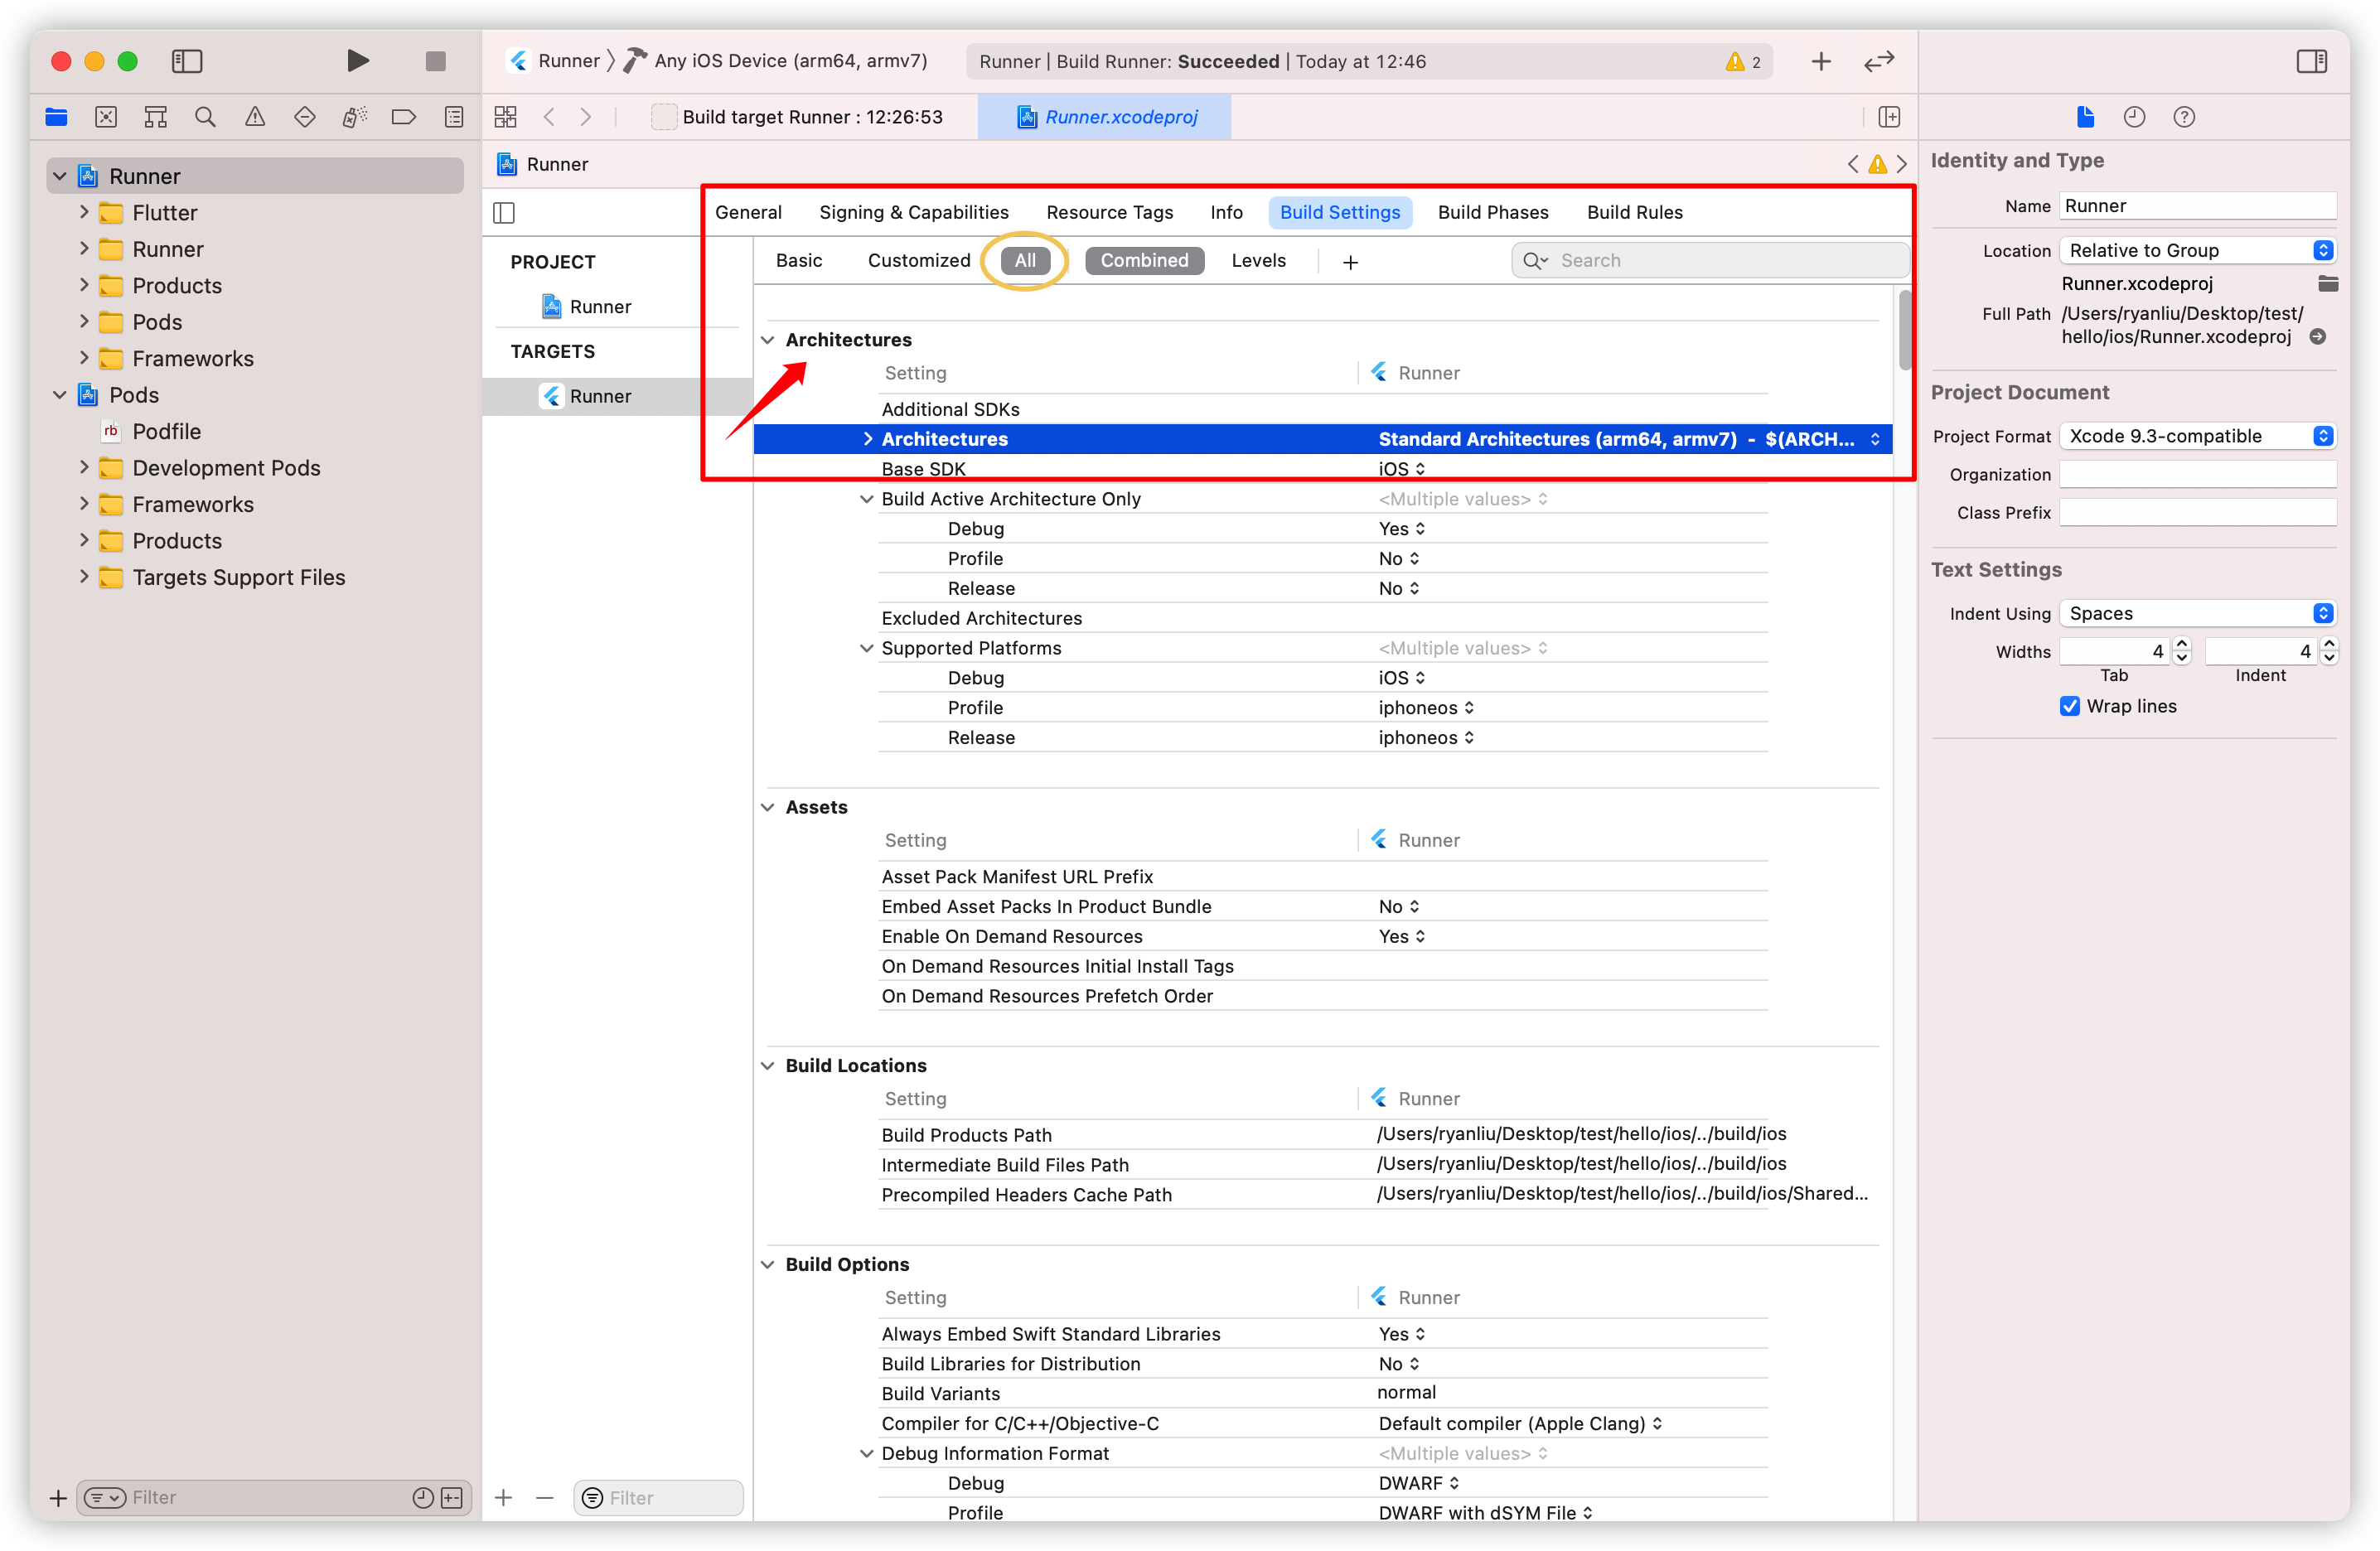 Runner 〉 Any iOS Device (arm64, armv7)
Runner | Build Runner: Succeeded | Today at 12:46
2
Build target Runner : 12:26:53
Runner.xcodeproj
Runner
Flutter
Runner
Products
Pods
Frameworks
Pods
rb Podfile
Development Pods
Frameworks
Products
Targets Support Files
Filter
Runner
General Signing & Capabilities Resource Tags Info Build Settings Build Phases Build Rules
PROJECT
Runner
TARGETS
Runner
Filter
Basic Customized All Combined Levels + Search
Architectures
Setting Runner
Additional SDKs
Architectures Standard Architectures (arm64, armv7) - $(ARCH...
Base SDK iOS
Build Active Architecture Only <Multiple values>
Debug Yes
Profile No
Release No
Excluded Architectures
Supported Platforms <Multiple values>
Debug iOS
Profile iphoneos
Release iphoneos
Assets
Setting Runner
Asset Pack Manifest URL Prefix
Embed Asset Packs In Product Bundle No
Enable On Demand Resources Yes
On Demand Resources Initial Install Tags
On Demand Resources Prefetch Order
Build Locations
Setting Runner
Build Products Path /Users/ryanliu/Desktop/test/hello/ios/../build/ios
Intermediate Build Files Path /Users/ryanliu/Desktop/test/hello/ios/../build/ios
Precompiled Headers Cache Path /Users/ryanliu/Desktop/test/hello/ios/../build/ios/Shared...
Build Options
Setting Runner
Always Embed Swift Standard Libraries Yes
Build Libraries for Distribution No
Build Variants normal
Compiler for C/C++/Objective-C Default compiler (Apple Clang)
Debug Information Format <Multiple values>
Debug DWARF
Profile DWARF with dSYM File
Identity and Type
Name Runner
Location Relative to Group
Runner.xcodeproj
Full Path /Users/ryanliu/Desktop/test/
hello/ios/Runner.xcodeproj
Project Document
Project Format Xcode 9.3-compatible
Organization
Class Prefix
Text Settings
Indent Using Spaces
Widths 4 4
Tab Indent
Wrap lines